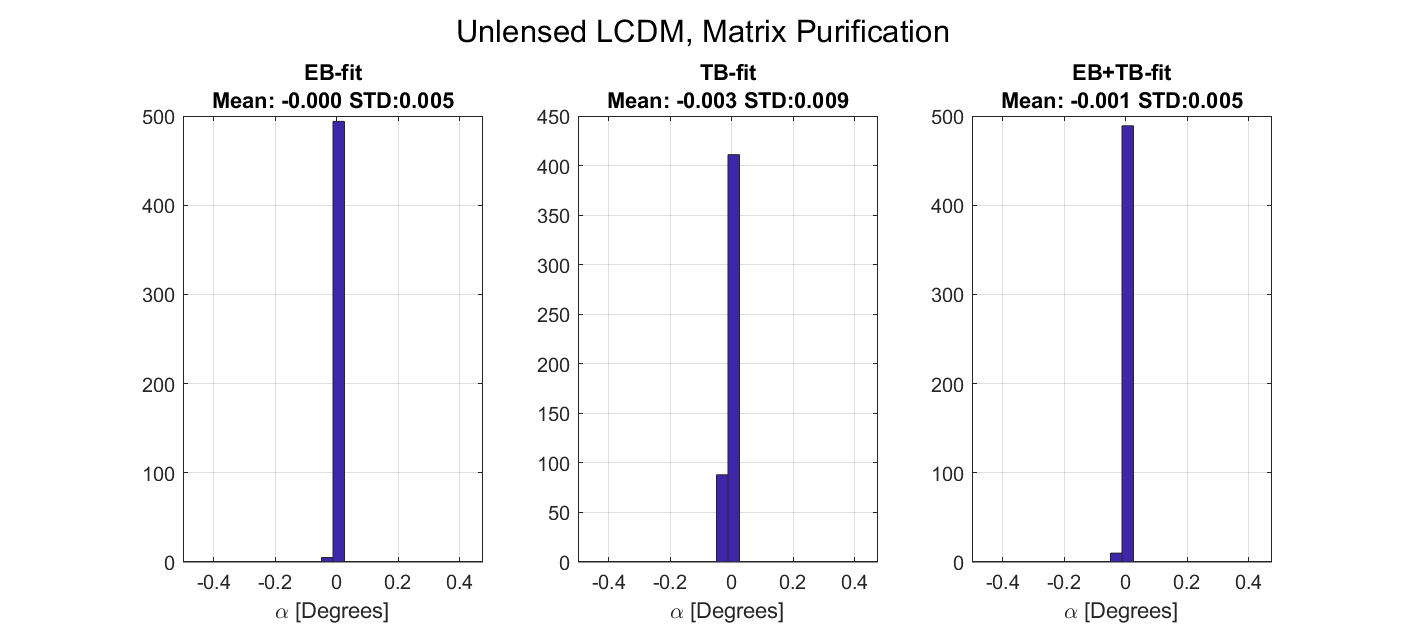 Unlensed LCDM, Matrix Purification
EB-fit
Mean: -0.000 STD:0.005
500
400
300
200
100
0
-0.4 -0.2 0 0.2 0.4
α [Degrees]
TB-fit
Mean: -0.003 STD:0.009
450
400
350
300
250
200
150
100
50
0
-0.4 -0.2 0 0.2 0.4
α [Degrees]
EB+TB-fit
Mean: -0.001 STD:0.005
500
400
300
200
100
0
-0.4 -0.2 0 0.2 0.4
α [Degrees]